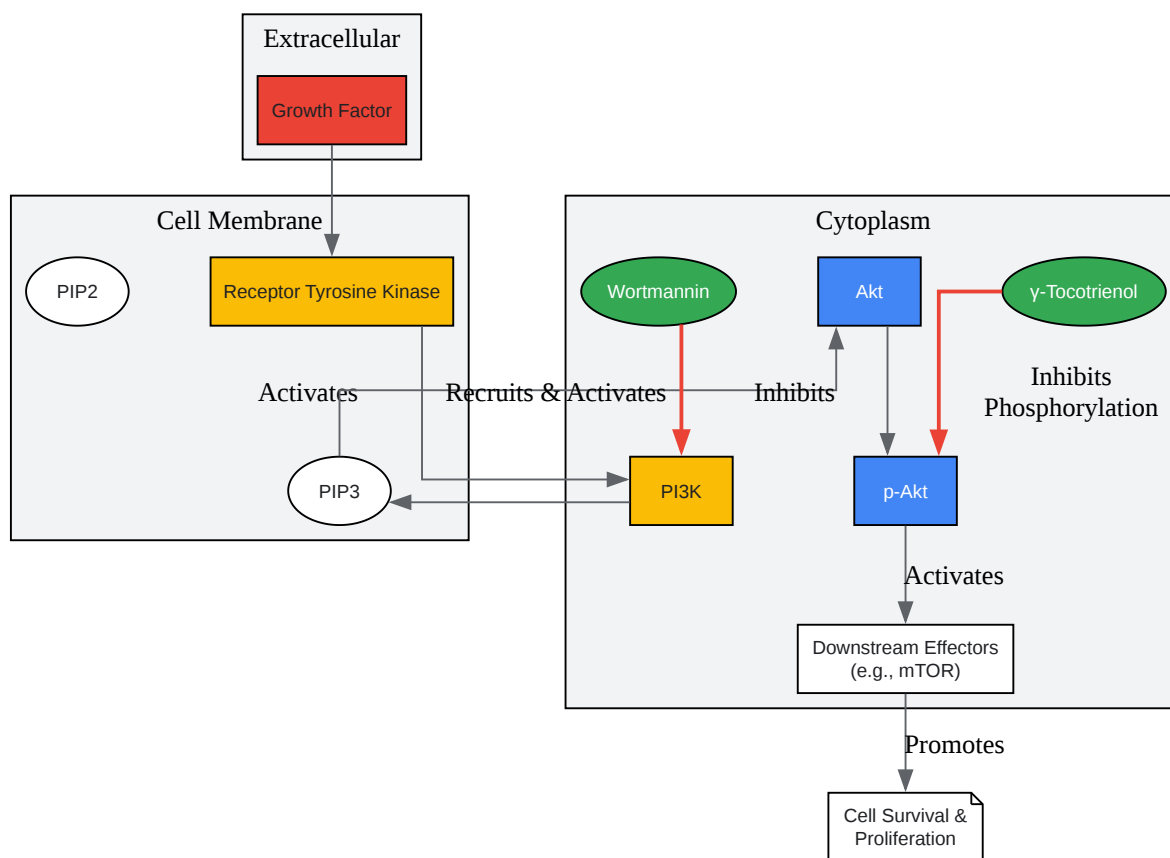 Extracellular
Growth Factor
Cell Membrane
Cytoplasm
PIP2
Receptor Tyrosine Kinase
Wortmannin
Akt
γ-Tocotrienol
Activates
Recruits & Activates
Inhibits
Inhibits
Phosphorylation
PIP3
PI3K
p-Akt
Activates
Downstream Effectors
(e.g., mTOR)
Promotes
Cell Survival &
Proliferation